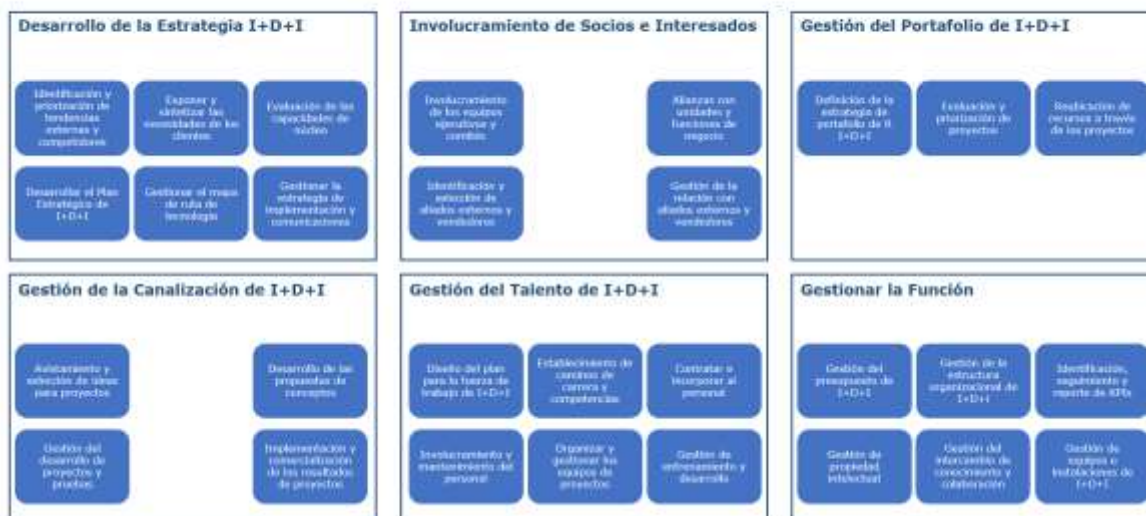 Desarrollo de la Estrategia I+D+I
Identificación y
priorización de
tendencias
externas y
competidores
Exponer y
sintetizar las
necesidades de los
clientes
Evaluación de las
capacidades de
núcleo
Desarrollar el Plan
Estratégico de
I+D+I
Gestionar el mapa
de ruta de
tecnología
Gestionar la
estrategia de
implementación y
comunicaciones
Involucramiento de Socios e Interesados
Involucramiento
de los equipos
ejecutivos y
comités
Alianzas con
unidades y
funciones de
negocio
Identificación y
selección de
aliados externos y
vendedores
Gestión de la
relación con
aliados externos y
vendedores
Gestión del Portafolio de I+D+I
Definición de la
estrategia de
portafolio de R
I+D+I
Evaluación y
priorización de
proyectos
Reubicación de
recursos a través
de los proyectos
Gestión de la Canalización de I+D+I
Avistamiento y
selección de ideas
para proyectos
Desarrollo de las
propuestas de
conceptos
Gestión del
desarrollo de
proyectos y
pruebas
Implementación y
comercialización
de los resultados
de proyectos
Gestión del Talento de I+D+I
Diseño del plan
para la fuerza de
trabajo de I+D+I
Establecimiento de
caminos de
carrera y
competencias
Contratar e
incorporar al
personal
Involucramiento y
mantenimiento del
personal
Organizar y
gestionar los
equipos de
proyectos
Gestión de
entrenamiento y
desarrollo
Gestionar la Función
Gestión del
presupuesto de
I+D+I
Gestión de la
estructura
organizacional de
I+D+I
Identificación,
seguimiento y
reporte de KPIs
Gestión de
propiedad
intelectual
Gestión del
intercambio de
conocimiento y
colaboración
Gestión de
equipos e
instalaciones de
I+D+I